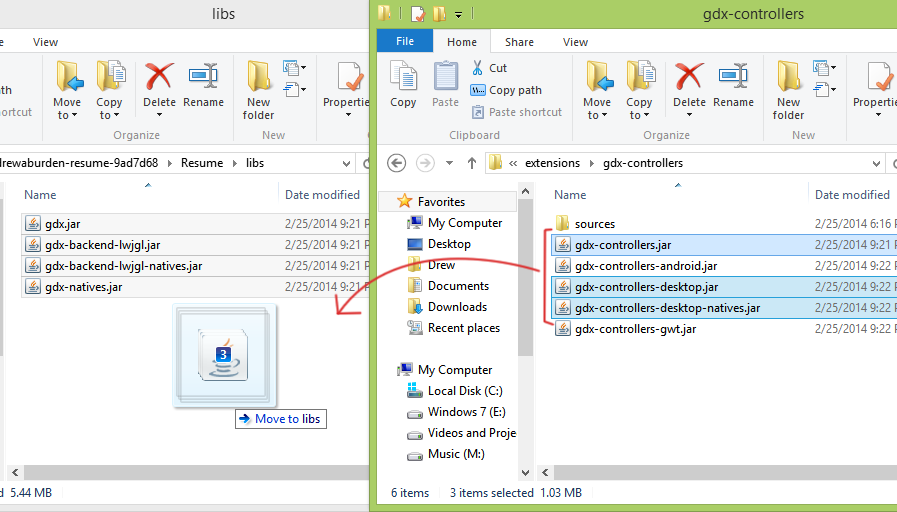 libs
e View
ath
hortcut
Move to
Copy to
Delete
Rename
New folder
Properti
Organize
New
drewaburden-resume-9ad7d68 Resume libs
Name Date modified
gdx.jar 2/25/2014 9:21 P
gdx-backend-lwjgl.jar 2/25/2014 9:21 P
gdx-backend-lwjgl-natives.jar 2/25/2014 9:21 P
gdx-natives.jar 2/25/2014 9:21 P
3
Move to libs
d 5.44 MB
gdx-controllers
File Home Share View
Copy
Paste
Cut
Copy path
Paste shortcut
Move to
Copy to
Delete
Rename
New folder
Propertie
Clipboard
Organize
New
« extensions gdx-controllers
Favorites
My Computer
Desktop
Drew
Documents
Downloads
Recent places
My Computer
Local Disk (C:)
Windows 7 (E:)
Videos and Proje
Music (M:)
Name Date modified
sources 2/25/2014 6:16 P
gdx-controllers.jar 2/25/2014 9:21 P
gdx-controllers-android.jar 2/25/2014 9:22 P
gdx-controllers-desktop.jar 2/25/2014 9:22 P
gdx-controllers-desktop-natives.jar 2/25/2014 9:22 P
gdx-controllers-gwt.jar 2/25/2014 9:22 P
6 items 3 items selected 1.03 MB